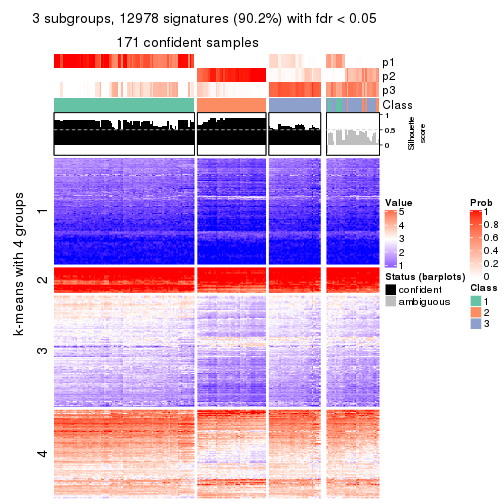 3 subgroups, 12978 signatures (90.2%) with fdr < 0.05
171 confident samples
p1
p2
p3
Class
1
0.5
0
Silhouette
score
k-means with 4 groups
1
2
3
4
Value
5
4
3
2
1
Status (barplots)
confident
ambiguous
Prob
1
0.8
0.6
0.4
0.2
0
Class
1
2
3